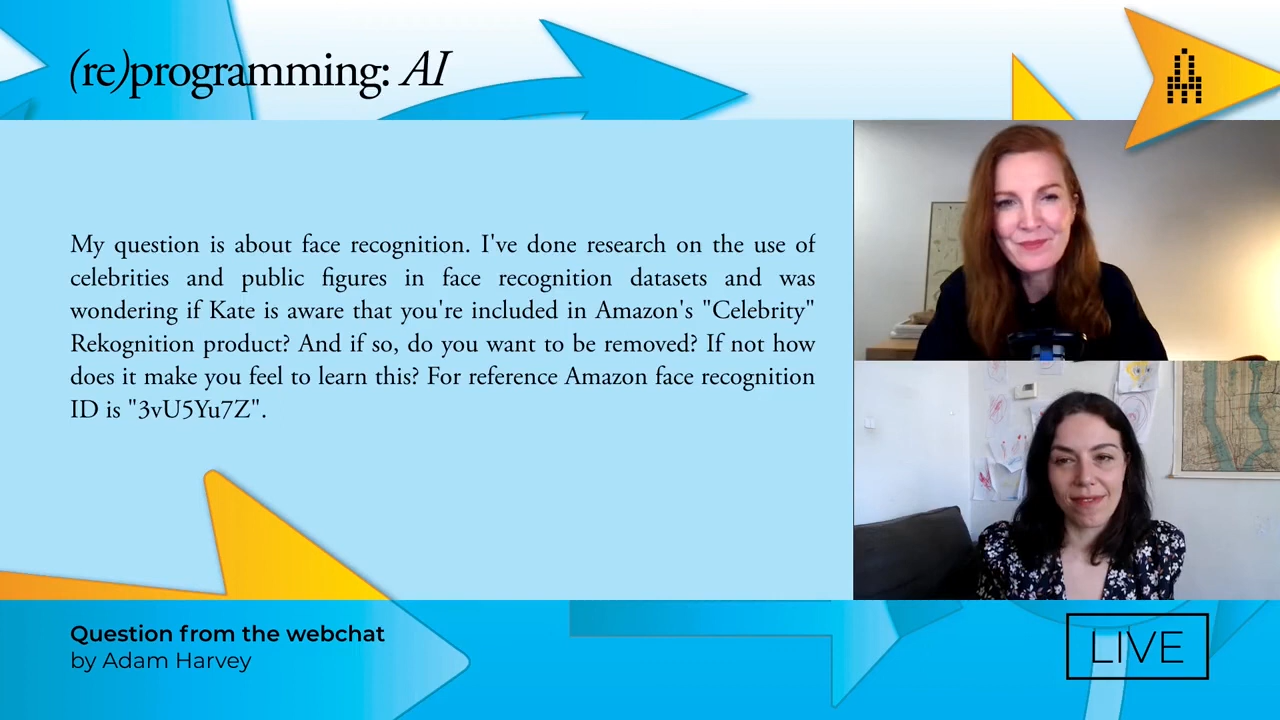 (re)programming: AI
My question is about face recognition. I've done research on the use of
celebrities and public figures in face recognition datasets and was
wondering if Kate is aware that you're included in Amazon's "Celebrity"
Rekognition product? And if so, do you want to be removed? If not how
does it make you feel to learn this? For reference Amazon face recognition
ID is "3vU5Yu7Z".
Question from the webchat
by Adam Harvey
LIVE